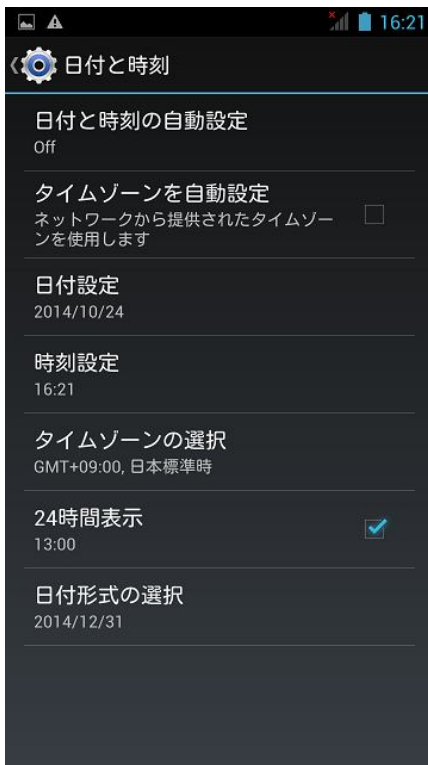 16:21
日付と時刻
日付と時刻の自動設定
Off
タイムゾーンを自動設定
ネットワークから提供されたタイムゾー
ンを使用します
日付設定
2014/10/24
時刻設定
16:21
タイムゾーンの選択
GMT+09:00, 日本標準時
24時間表示
13:00
日付形式の選択
2014/12/31